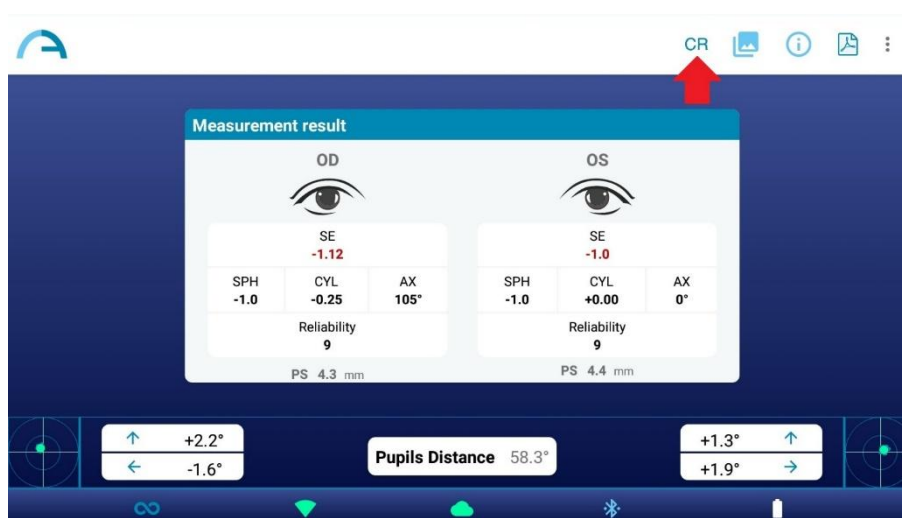 CR
Measurement result
OD
OS
SE
-1.12
SE
-1.0
SPH CYL AX
-1.0 -0.25 105°
SPH CYL AX
-1.0 +0.00 0°
Reliability
9
Reliability
9
PS 4.3 mm
PS 4.4 mm
+2.2°
-1.6°
Pupils Distance 58.3°
+1.3°
+1.9°